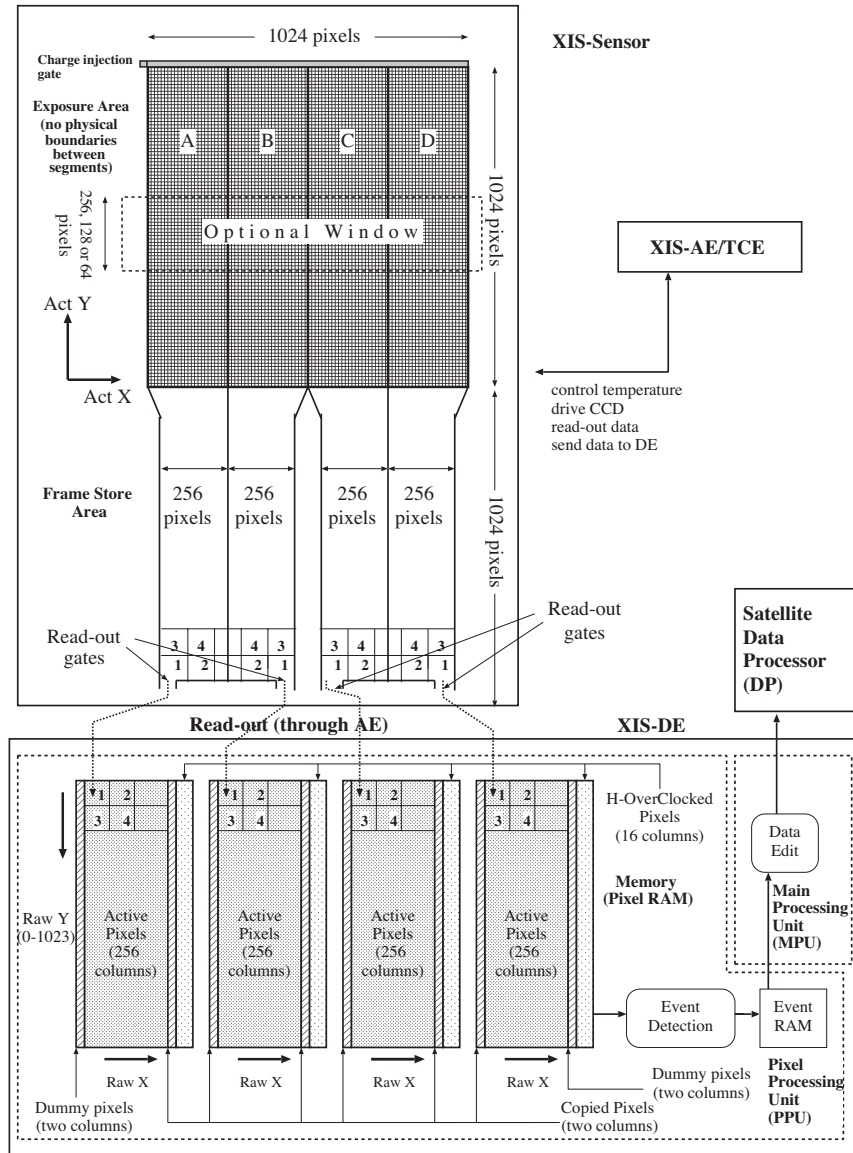 1024 pixels
XIS-Sensor
Charge injection
gate
Exposure Area
(no physical
boundaries
between
segments)
A
B
C
D
256, 128 or 64
pixels
Optional Window
1024 pixels
XIS-AE/TCE
Act Y
Act X
control temperature
drive CCD
read-out data
send data to DE
Frame Store
Area
256
pixels
256
pixels
256
pixels
256
pixels
1024 pixels
Read-out
gates
3 4 4 3 3 4 4 3
1 2 2 1 1 2 2 1
Read-out
gates
Satellite
Data
Processor
(DP)
Read-out (through AE)
XIS-DE
1 2
3 4
1 2
3 4
1 2
3 4
1 2
3 4
H-OverClocked
Pixels
(16 columns)
Data
Edit
Memory
(Pixel RAM)
Main
Processing
Unit
(MPU)
Raw Y
(0-1023)
Active
Pixels
(256
columns)
Active
Pixels
(256
columns)
Active
Pixels
(256
columns)
Active
Pixels
(256
columns)
Event
Detection
Event
RAM
Raw X
Raw X
Raw X
Raw X
Dummy pixels
(two columns)
Copied Pixels
(two columns)
Dummy pixels
(two columns)
Pixel
Processing
Unit
(PPU)